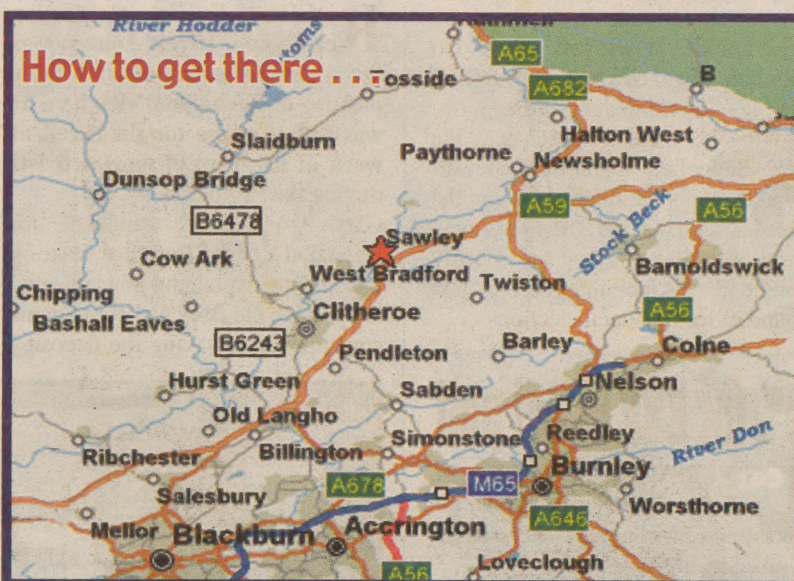 River Hodder
A65
How to get there . . .
Tosside
B
A682
Halton West
Slaidburn
Paythorne
Newsholme
Dunsop Bridge
A59
A56
B6478
Stock Beck
Sawley
Cow Ark
West Bradford
Barnoldswick
Twiston
Chipping
Clitheroe
A56
Bashall Eaves
B6243
Barley
Colne
Pendleton
Hurst Green
Sabden
Nelson
Old Langho
Simonstone
Reedley
River Don
Billington
Ribchester
Burnley
A678
M65
Salesbury
Worsthorne
Mellor
Blackburn
Accrington
A646
Loveclough
A56